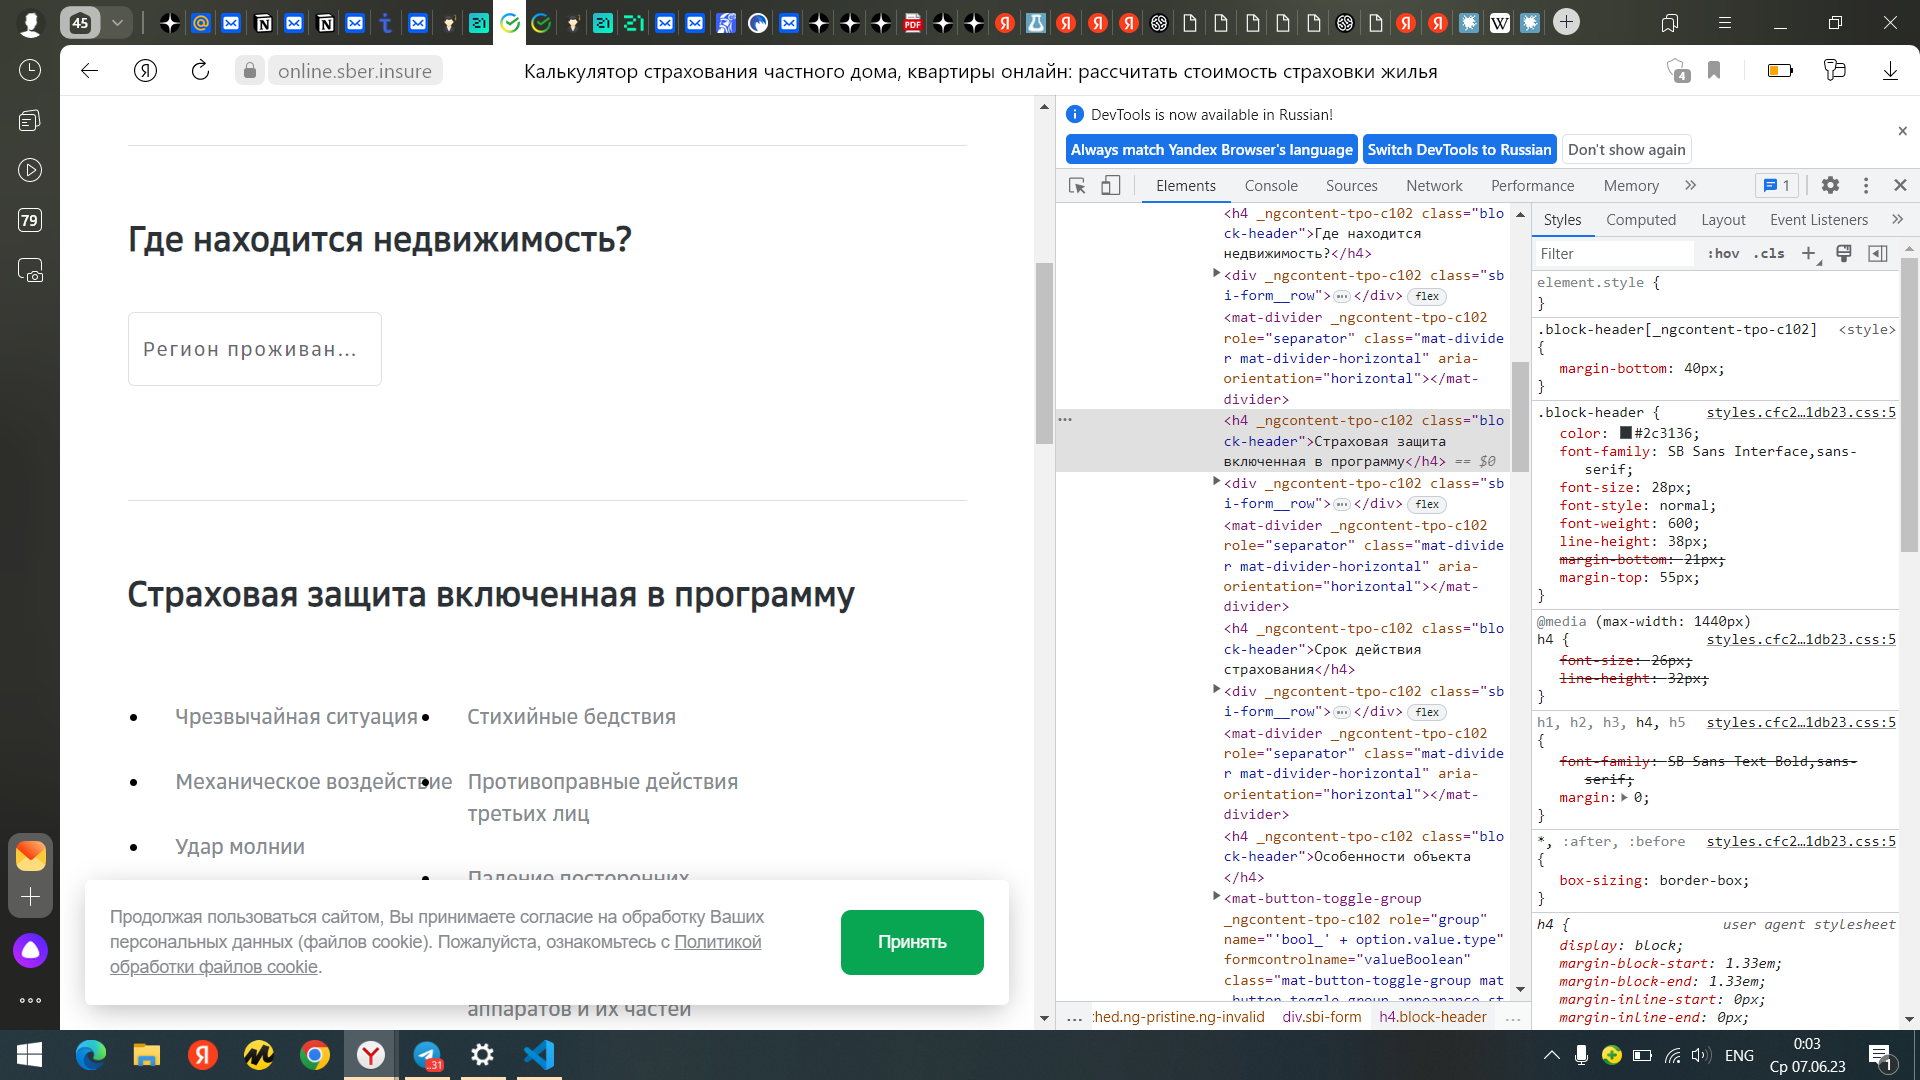 45
online.sber.insure
Калькулятор страхования частного дома, квартиры онлайн: рассчитать стоимость страховки жилья
4
79
Где находится недвижимость?
Регион проживан...
Страховая защита включенная в программу
Чрезвычайная ситуация
Стихийные бедствия
Механическое воздействие
Противоправные действия
третьих лиц
Удар молнии
Падение посторонних
аппаратов и их частей
Продолжая пользоваться сайтом, Вы принимаете согласие на обработку Ваших
персональных данных (файлов cookie). Пожалуйста, ознакомьтесь с Политикой
обработки файлов cookie.
Принять
DevTools is now available in Russian!
Always match Yandex Browser's language
Switch DevTools to Russian
Don't show again
Elements
Console
Sources
Network
Performance
Memory
1
<h4 _ngcontent-tpo-c102 class="blo
ck-header">Где находится
недвижимость?</h4>
<div _ngcontent-tpo-c102 class="sb
i-form__row">…</div> flex
<mat-divider _ngcontent-tpo-c102
role="separator" class="mat-divide
r mat-divider-horizontal" aria-
orientation="horizontal"></mat-
divider>
<h4 _ngcontent-tpo-c102 class="blo
ck-header">Страховая защита
включенная в программу</h4> == $0
<div _ngcontent-tpo-c102 class="sb
i-form__row">…</div> flex
<mat-divider _ngcontent-tpo-c102
role="separator" class="mat-divide
r mat-divider-horizontal" aria-
orientation="horizontal"></mat-
divider>
<h4 _ngcontent-tpo-c102 class="blo
ck-header">Срок действия
страхования</h4>
<div _ngcontent-tpo-c102 class="sb
i-form__row">…</div> flex
<mat-divider _ngcontent-tpo-c102
role="separator" class="mat-divide
r mat-divider-horizontal" aria-
orientation="horizontal"></mat-
divider>
<h4 _ngcontent-tpo-c102 class="blo
ck-header">Особенности объекта
</h4>
<mat-button-toggle-group
_ngcontent-tpo-c102 role="group"
name="'bool_' + option.value.type"
formcontrolname="valueBoolean"
class="mat-button-toggle-group mat
-button-toggle-group-appearance-st
... :hed.ng-pristine.ng-invalid
div.sbi-form
h4.block-header
...
Styles
Computed
Layout
Event Listeners
Filter
:hov
.cls
element.style {
}
.block-header[_ngcontent-tpo-c102] <style>
{
margin-bottom: 40px;
}
.block-header { styles.cfc2…1db23.css:5
color: #2c3136;
font-family: SB Sans Interface,sans-
serif;
font-size: 28px;
font-style: normal;
font-weight: 600;
line-height: 38px;
margin-bottom: 21px;
margin-top: 55px;
}
@media (max-width: 1440px)
h4 { styles.cfc2…1db23.css:5
font-size: 26px;
line-height: 32px;
}
h1, h2, h3, h4, h5 styles.cfc2…1db23.css:5
{
font-family: SB Sans Text Bold,sans-
serif;
margin: 0;
}
*, :after, :before styles.cfc2…1db23.css:5
{
box-sizing: border-box;
}
h4 { user agent stylesheet
display: block;
margin-block-start: 1.33em;
margin-block-end: 1.33em;
margin-inline-start: 0px;
margin-inline-end: 0px;
ENG
0:03
Ср 07.06.23
1